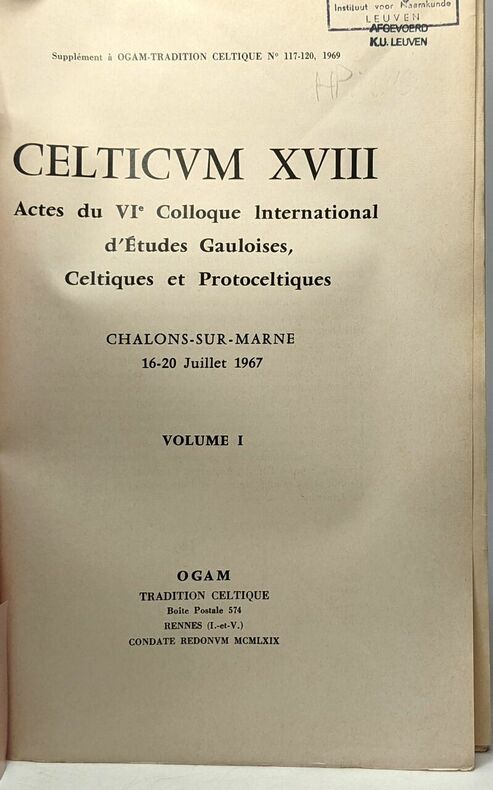 Instituut voor Naamkunde
LEUVEN
AFGEVOERD
K.U. LEUVEN
Supplément à OGAM-TRADITION CELTIQUE Nº 117-120, 1969
CELTICVM XVIII
Actes du VIe Colloque International
d'Études Gauloises,
Celtiques et Protoceltiques
CHALONS-SUR-MARNE
16-20 Juillet 1967
VOLUME I
OGAM
TRADITION CELTIQUE
Boîte Postale 574
RENNES (I.-et-V.)
CONDATE REDONVM MCMLXIX